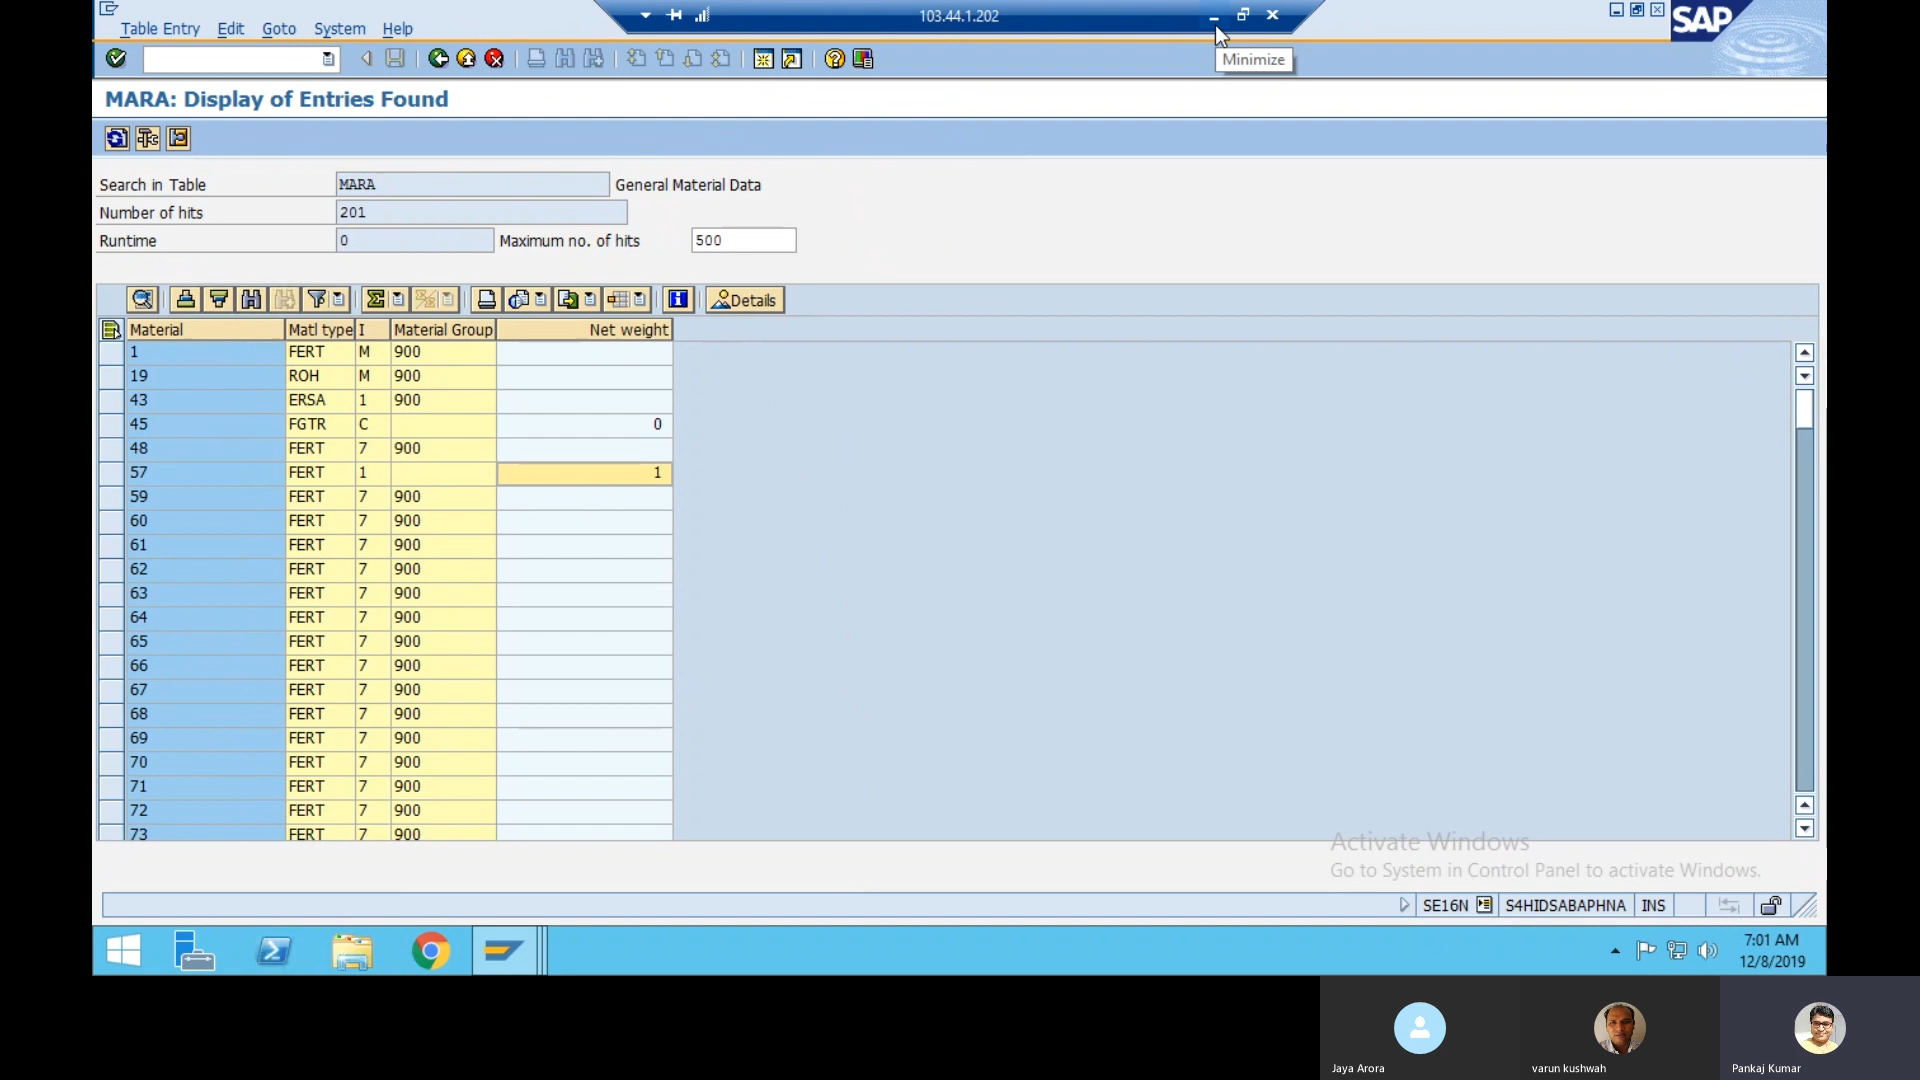 103.44.1.202
Table Entry Edit Goto System Help
SAP
Minimize
MARA: Display of Entries Found
Search in Table MARA General Material Data
Number of hits 201
Runtime 0 Maximum no. of hits 500
Details
Material Matl type I Material Group Net weight
1 FERT M 900
19 ROH M 900
43 ERSA 1 900
45 FGTR C 0
48 FERT 7 900
57 FERT 1 1
59 FERT 7 900
60 FERT 7 900
61 FERT 7 900
62 FERT 7 900
63 FERT 7 900
64 FERT 7 900
65 FERT 7 900
66 FERT 7 900
67 FERT 7 900
68 FERT 7 900
69 FERT 7 900
70 FERT 7 900
71 FERT 7 900
72 FERT 7 900
73 FERT 7 900
Activate Windows
Go to System in Control Panel to activate Windows.
SE16N S4HIDSABAPHNA INS
7:01 AM
12/8/2019
Jaya Arora varun kushwah Pankaj Kumar